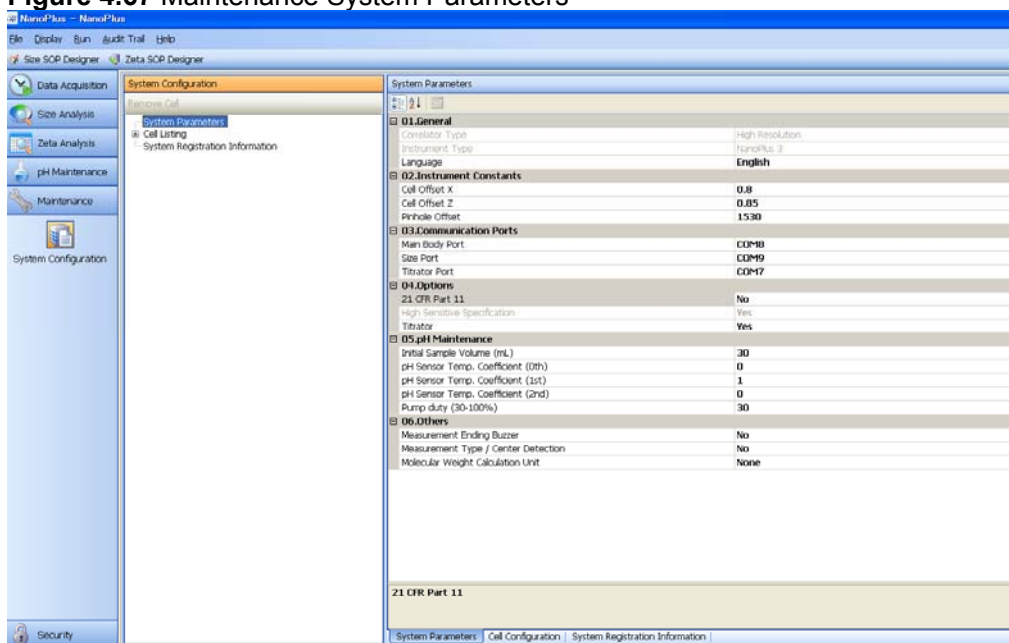 Figure 4.67 Maintenance System Parameters
NanoPlus - NanoPlus
File Display Run Audit Trail Help
Size SOP Designer Zeta SOP Designer
Data Acquisition
Size Analysis
Zeta Analysis
pH Maintenance
Maintenance
System Configuration
Security
System Configuration
Remove Cell
System Parameters
Cell Listing
System Registration Information
System Parameters
01.General
Correlator Type High Resolution
Instrument Type NanoPlus 3
Language English
02.Instrument Constants
Cell Offset X 0.8
Cell Offset Z 0.85
Pinhole Offset 1530
03.Communication Ports
Main Body Port COM8
Size Port COM9
Titrator Port COM7
04.Options
21 CFR Part 11 No
High Sensitive Specification Yes
Titrator Yes
05.pH Maintenance
Initial Sample Volume (mL) 30
pH Sensor Temp. Coefficient (0th) 0
pH Sensor Temp. Coefficient (1st) 1
pH Sensor Temp. Coefficient (2nd) 0
Pump duty (30-100%) 30
06.Others
Measurement Ending Buzzer No
Measurement Type / Center Detection No
Molecular Weight Calculation Unit None
21 CFR Part 11
System Parameters Cell Configuration System Registration Information